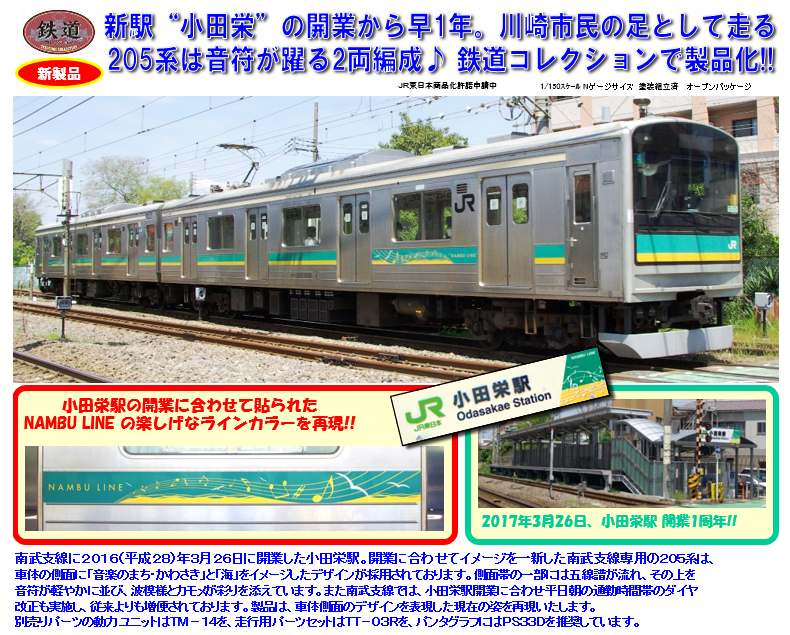 鉄道
新製品
新駅“小田栄”の開業から早1年。川崎市民の足として走る
205系は音符が躍る2両編成♪ 鉄道コレクションで製品化!!
JR東日本商品化許諾申請中 1/150スケール Nゲージサイズ 塗装組立済 オープンパッケージ
JR
JR
NAMBU LINE
小田栄駅の開業に合わせて貼られた
NAMBU LINE の楽しげなラインカラーを再現!!
NAMBU LINE
JR
JR東日本
小田栄駅
Odasakae Station
NAMBU LINE
2017年3月26日、小田栄駅 開業1周年!!
南武支線に2016(平成28)年3月26日に開業した小田栄駅。開業に合わせてイメージを一新した南武支線専用の205系は、
車体の側面に「音楽のまち・かわさき」と「海」をイメージしたデザインが採用されております。側面帯の一部には五線譜が流れ、その上を
音符が軽やかに並び、波模様とカモメが彩りを添えています。また南武支線では、小田栄駅開業に合わせ平日朝の通勤時間帯のダイヤ
改正も実施し、従来よりも増便されております。製品は、車体側面のデザインを表現した現在の姿を再現いたします。
別売りパーツの動力ユニットはTM-14を、走行用パーツセットはTT-03Rを、パンタグラフはPS33Dを推奨しています。